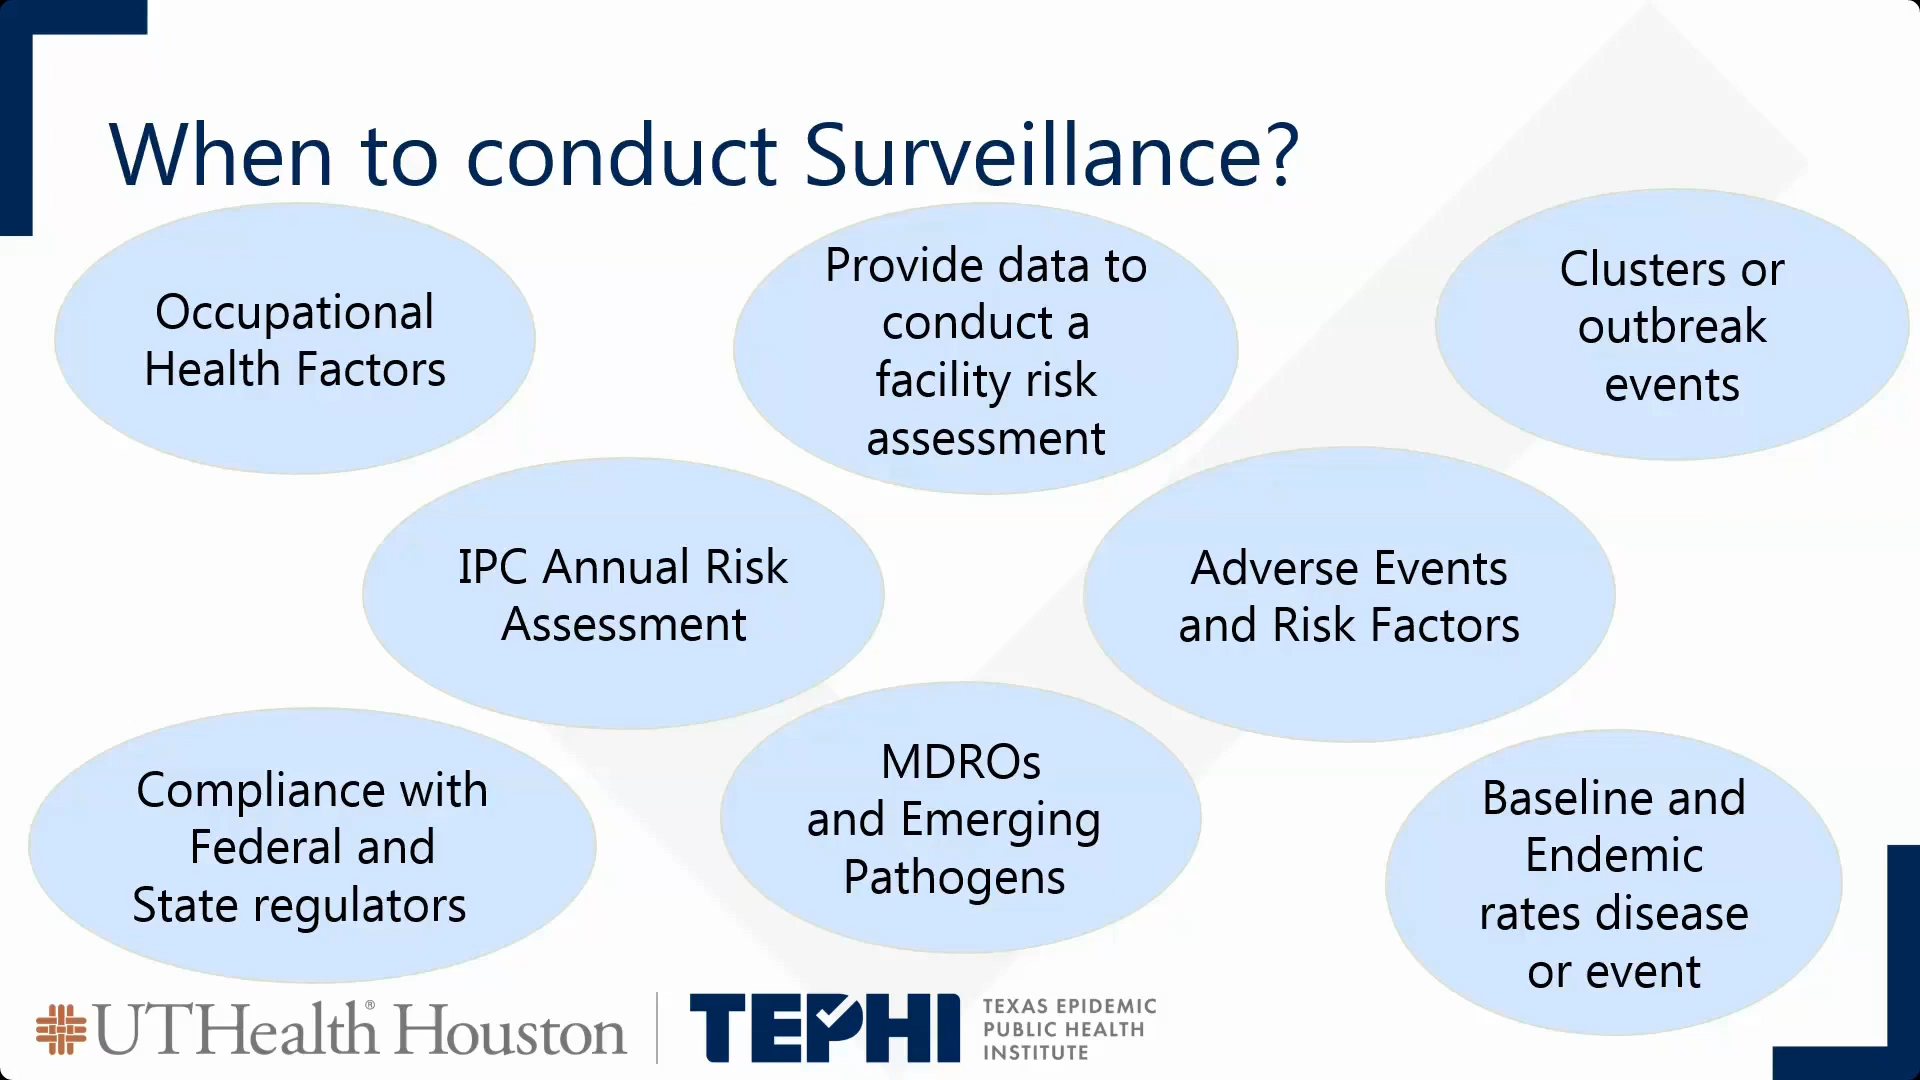 When to conduct Surveillance?
Occupational
Health Factors
Provide data to
conduct a
facility risk
assessment
Clusters or
outbreak
events
IPC Annual Risk
Assessment
Adverse Events
and Risk Factors
Compliance with
Federal and
State regulators
MDROs
and Emerging
Pathogens
Baseline and
Endemic
rates disease
or event
UTHealth® Houston
TEPHI
TEXAS EPIDEMIC
PUBLIC HEALTH
INSTITUTE